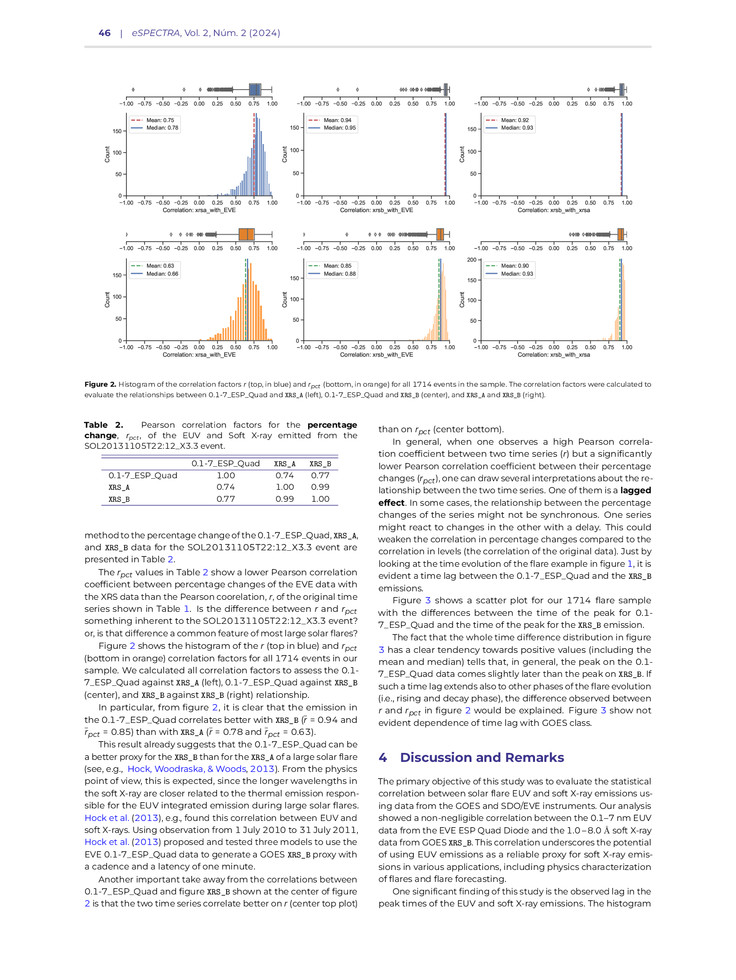 46 | eSPECTRA, Vol. 2, Núm. 2 (2024)
−1.00 −0.75 −0.50 −0.25 0.00 0.25 0.50 0.75 1.00
Mean: 0.75
Median: 0.78
150
100
50
0
Count
−1.00 −0.75 −0.50 −0.25 0.00 0.25 0.50 0.75 1.00
Correlation: xrsa_with_EVE
−1.00 −0.75 −0.50 −0.25 0.00 0.25 0.50 0.75 1.00
Mean: 0.94
Median: 0.95
150
100
50
0
Count
−1.00 −0.75 −0.50 −0.25 0.00 0.25 0.50 0.75 1.00
Correlation: xrsb_with_EVE
−1.00 −0.75 −0.50 −0.25 0.00 0.25 0.50 0.75 1.00
Mean: 0.92
Median: 0.93
150
100
50
0
Count
−1.00 −0.75 −0.50 −0.25 0.00 0.25 0.50 0.75 1.00
Correlation: xrsb_with_xrsa
−1.00 −0.75 −0.50 −0.25 0.00 0.25 0.50 0.75 1.00
Mean: 0.63
Median: 0.66
150
100
50
0
Count
−1.00 −0.75 −0.50 −0.25 0.00 0.25 0.50 0.75 1.00
Correlation: xrsa_with_EVE
−1.00 −0.75 −0.50 −0.25 0.00 0.25 0.50 0.75 1.00
Mean: 0.85
Median: 0.88
150
100
50
0
Count
−1.00 −0.75 −0.50 −0.25 0.00 0.25 0.50 0.75 1.00
Correlation: xrsb_with_EVE
−1.00 −0.75 −0.50 −0.25 0.00 0.25 0.50 0.75 1.00
Mean: 0.90
Median: 0.93
200
150
100
50
0
Count
−1.00 −0.75 −0.50 −0.25 0.00 0.25 0.50 0.75 1.00
Correlation: xrsb_with_xrsa
Figure 2. Histogram of the correlation factors r (top, in blue) and rpct (bottom, in orange) for all 1714 events in the sample. The correlation factors were calculated to
evaluate the relationships between 0.1-7_ESP_Quad and XRS_A (left), 0.1-7_ESP_Quad and XRS_B (center), and XRS_A and XRS_B (right).
Table 2. Pearson correlation factors for the percentage
change, rpct, of the EUV and Soft X-ray emitted from the
SOL20131105T22:12_X3.3 event.
0.1-7_ESP_Quad XRS_A XRS_B
0.1-7_ESP_Quad 1.00 0.74 0.77
XRS_A 0.74 1.00 0.99
XRS_B 0.77 0.99 1.00
method to the percentage change of the 0.1-7_ESP_Quad, XRS_A,
and XRS_B data for the SOL20131105T22:12_X3.3 event are
presented in Table 2.
The rpct values in Table 2 show a lower Pearson correlation
coefficient between percentage changes of the EVE data with
the XRS data than the Pearson coorelation, r, of the original time
series shown in Table 1. Is the difference between r and rpct
something inherent to the SOL20131105T22:12_X3.3 event?
or, is that difference a common feature of most large solar flares?
Figure 2 shows the histogram of the r (top in blue) and rpct
(bottom in orange) correlation factors for all 1714 events in our
sample. We calculated all correlation factors to assess the 0.1-
7_ESP_Quad against XRS_A (left), 0.1-7_ESP_Quad against XRS_B
(center), and XRS_B against XRS_B (right) relationship.
In particular, from figure 2, it is clear that the emission in
the 0.1-7_ESP_Quad correlates better with XRS_B (r̄ = 0.94 and
r̄pct = 0.85) than with XRS_A (r̄ = 0.78 and r̄pct = 0.63).
This result already suggests that the 0.1-7_ESP_Quad can be
a better proxy for the XRS_B than for the XRS_A of a large solar flare
(see, e.g., Hock, Woodraska, & Woods, 2013). From the physics
point of view, this is expected, since the longer wavelengths in
the soft X-ray are closer related to the thermal emission respon-
sible for the EUV integrated emission during large solar flares.
Hock et al. (2013), e.g., found this correlation between EUV and
soft X-rays. Using observation from 1 July 2010 to 31 July 2011,
Hock et al. (2013) proposed and tested three models to use the
EVE 0.1-7_ESP_Quad data to generate a GOES XRS_B proxy with
a cadence and a latency of one minute.
Another important take away from the correlations between
0.1-7_ESP_Quad and figure XRS_B shown at the center of figure
2 is that the two time series correlate better on r (center top plot)
than on rpct (center bottom).
In general, when one observes a high Pearson correla-
tion coefficient between two time series (r) but a significantly
lower Pearson correlation coefficient between their percentage
changes (rpct), one can draw several interpretations about the re-
lationship between the two time series. One of them is a lagged
effect. In some cases, the relationship between the percentage
changes of the series might not be synchronous. One series
might react to changes in the other with a delay. This could
weaken the correlation in percentage changes compared to the
correlation in levels (the correlation of the original data). Just by
looking at the time evolution of the flare example in figure 1, it is
evident a time lag between the 0.1-7_ESP_Quad and the XRS_B
emissions.
Figure 3 shows a scatter plot for our 1714 flare sample
with the differences between the time of the peak for 0.1-
7_ESP_Quad and the time of the peak for the XRS_B emission.
The fact that the whole time difference distribution in figure
3 has a clear tendency towards positive values (including the
mean and median) tells that, in general, the peak on the 0.1-
7_ESP_Quad data comes slightly later than the peak on XRS_B. If
such a time lag extends also to other phases of the flare evolution
(i.e., rising and decay phase), the difference observed between
r and rpct in figure 2 would be explained. Figure 3 show not
evident dependence of time lag with GOES class.
4 Discussion and Remarks
The primary objective of this study was to evaluate the statistical
correlation between solar flare EUV and soft X-ray emissions us-
ing data from the GOES and SDO/EVE instruments. Our analysis
showed a non-negligible correlation between the 0.1–7 nm EUV
data from the EVE ESP Quad Diode and the 1.0–8.0 Å soft X-ray
data from GOES XRS_B. This correlation underscores the potential
of using EUV emissions as a reliable proxy for soft X-ray emis-
sions in various applications, including physics characterization
of flares and flare forecasting.
One significant finding of this study is the observed lag in the
peak times of the EUV and soft X-ray emissions. The histogram